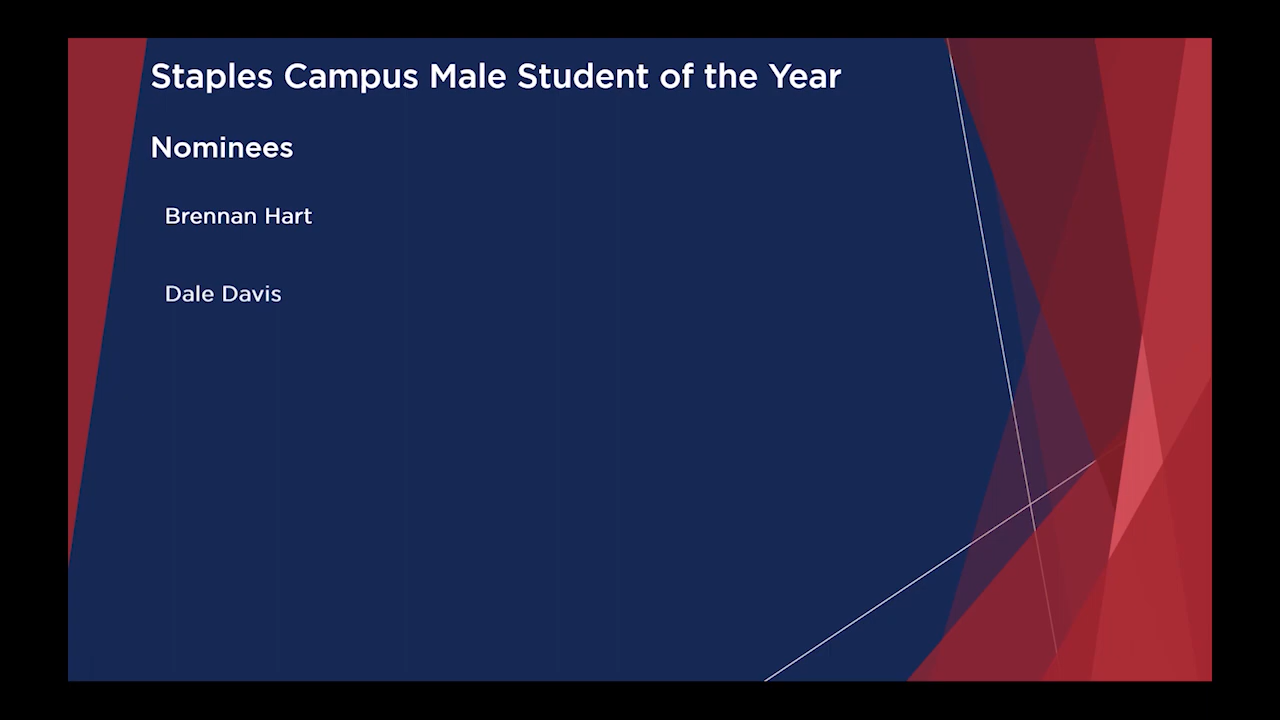 Staples Campus Male Student of the Year
Nominees
Brennan Hart
Dale Davis